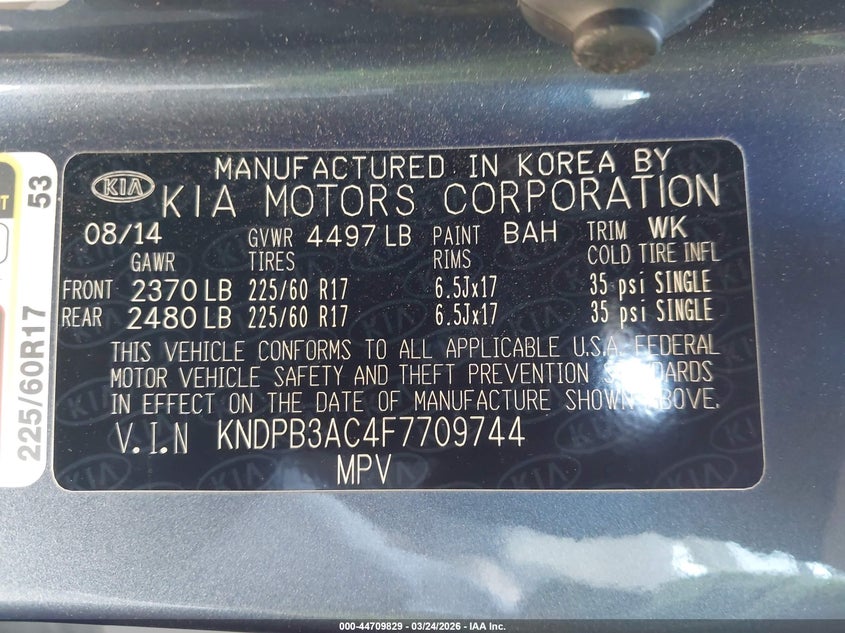 MANUFACTURED IN KOREA BY
KIA KIA MOTORS CORPORATION
08/14 GVWR 4497 LB PAINT BAH TRIM WK
GAWR TIRES RIMS COLD TIRE INFL
FRONT 2370 LB 225/60 R17 6.5Jx17 35 psi SINGLE
REAR 2480 LB 225/60 R17 6.5Jx17 35 psi SINGLE
THIS VEHICLE CONFORMS TO ALL APPLICABLE U.S.A. FEDERAL
MOTOR VEHICLE SAFETY AND THEFT PREVENTION STANDARDS
IN EFFECT ON THE DATE OF MANUFACTURE SHOWN ABOVE.
V.I.N KNDPB3AC4F7709744
MPV
225/60R17 53
000-44709829 - 03/24/2026 - IAA Inc.